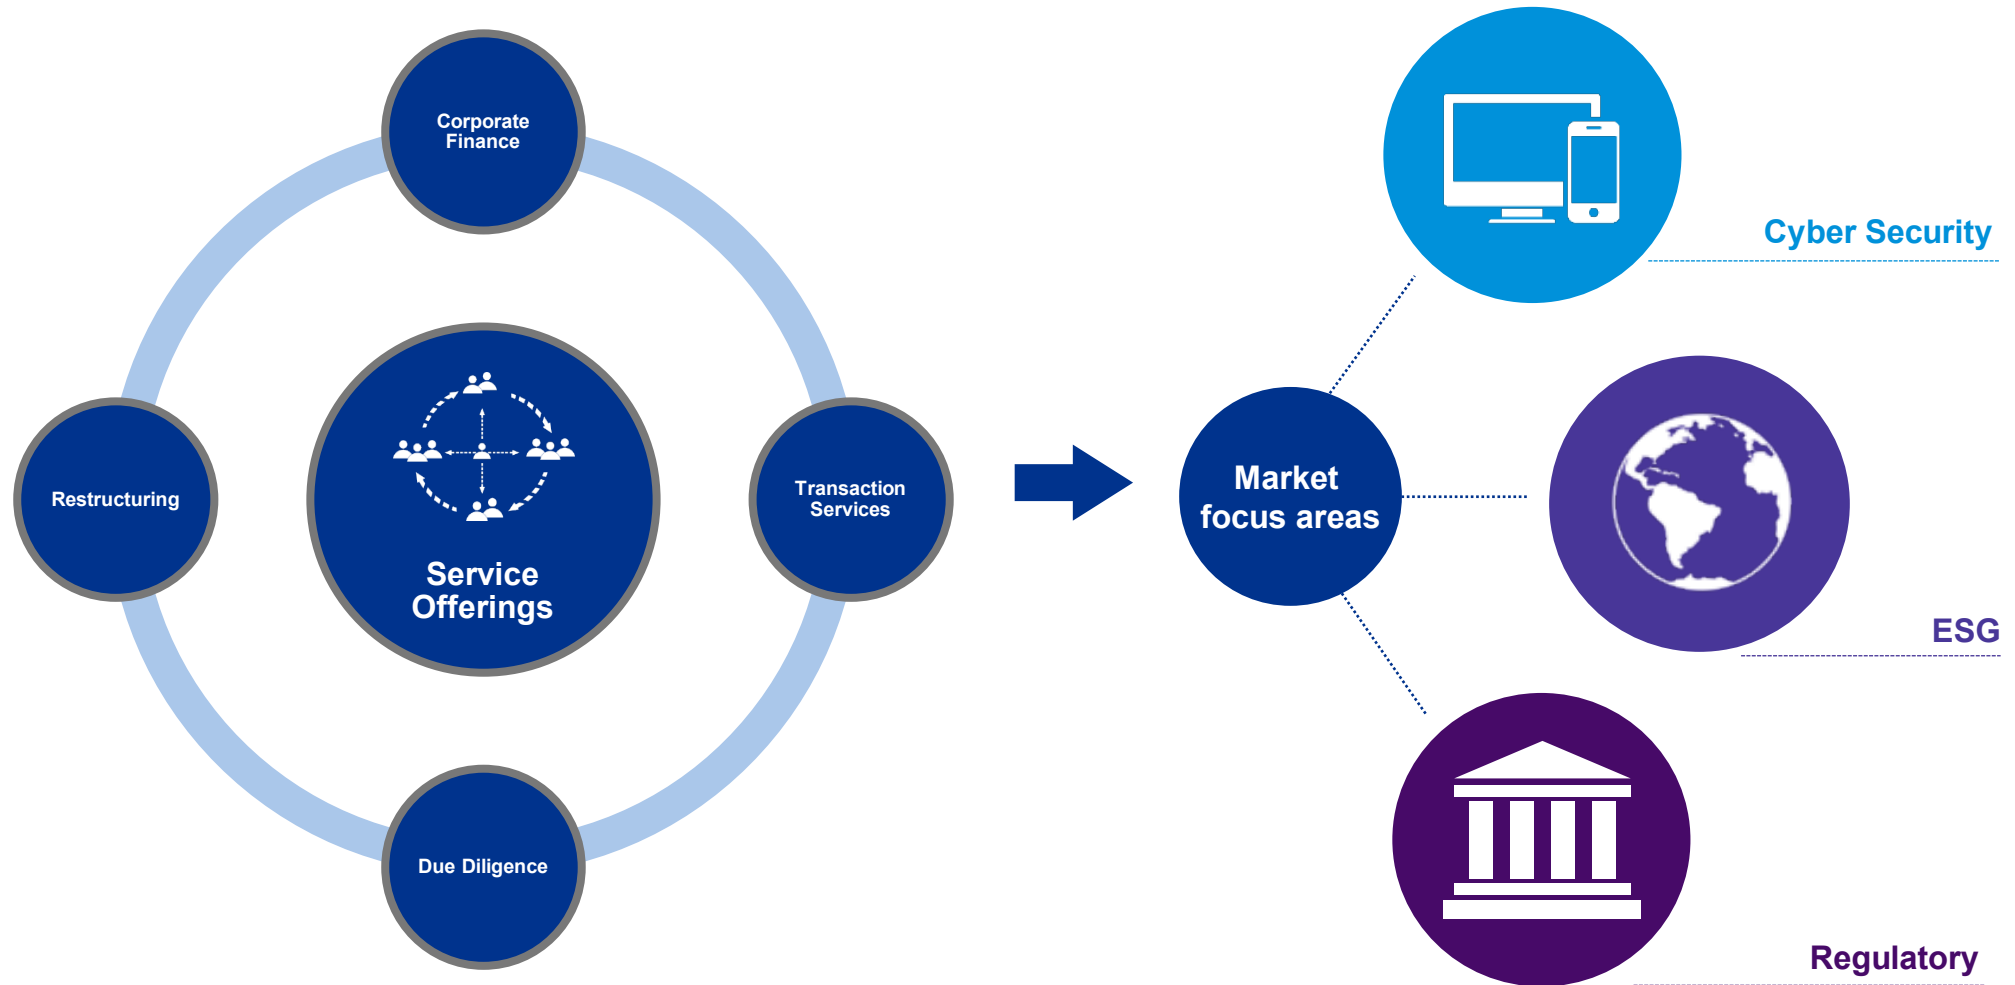 Corporate
Finance
Restructuring
Service
Offerings
Transaction
Services
Due Diligence
Market
focus areas
Cyber Security
ESG
Regulatory